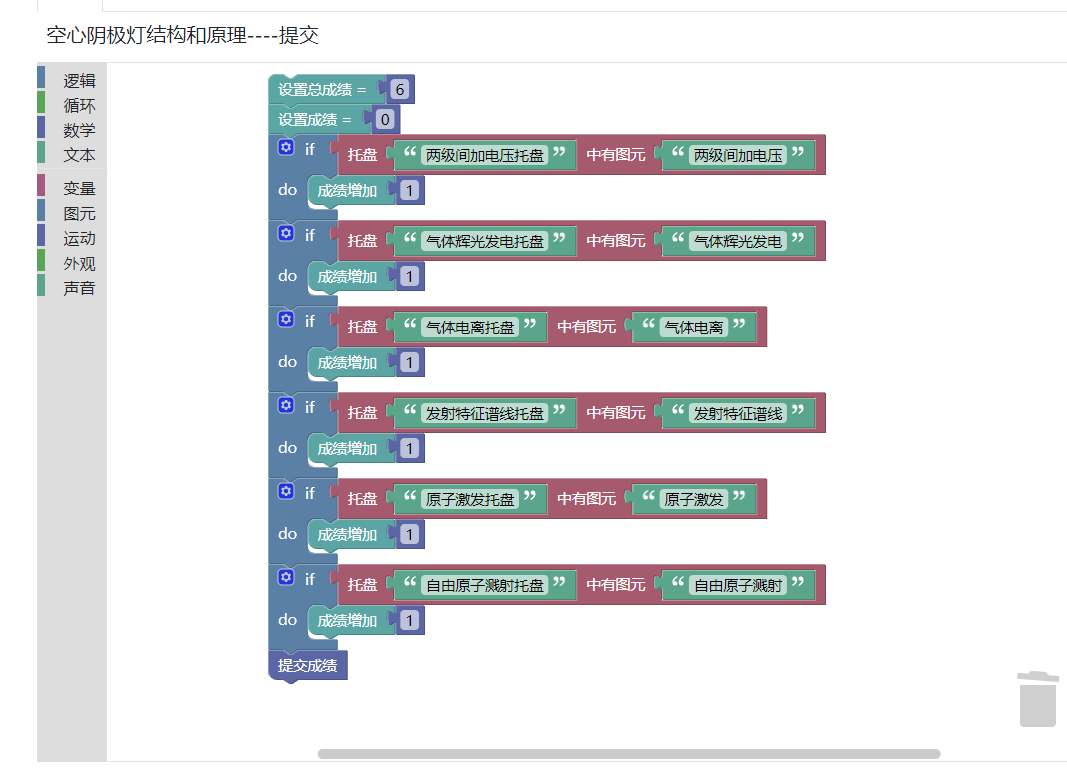 空心阴极灯结构和原理----提交
逻辑
循环
数学
文本
变量
图元
运动
外观
声音
设置总成绩 = 6
设置成绩 = 0
if 托盘 “ 两级间加电压托盘 ” 中有图元 “ 两级间加电压 ”
do 成绩增加 1
if 托盘 “ 气体辉光发电托盘 ” 中有图元 “ 气体辉光发电 ”
do 成绩增加 1
if 托盘 “ 气体电离托盘 ” 中有图元 “ 气体电离 ”
do 成绩增加 1
if 托盘 “ 发射特征谱线托盘 ” 中有图元 “ 发射特征谱线 ”
do 成绩增加 1
if 托盘 “ 原子激发托盘 ” 中有图元 “ 原子激发 ”
do 成绩增加 1
if 托盘 “ 自由原子溅射托盘 ” 中有图元 “ 自由原子溅射 ”
do 成绩增加 1
提交成绩